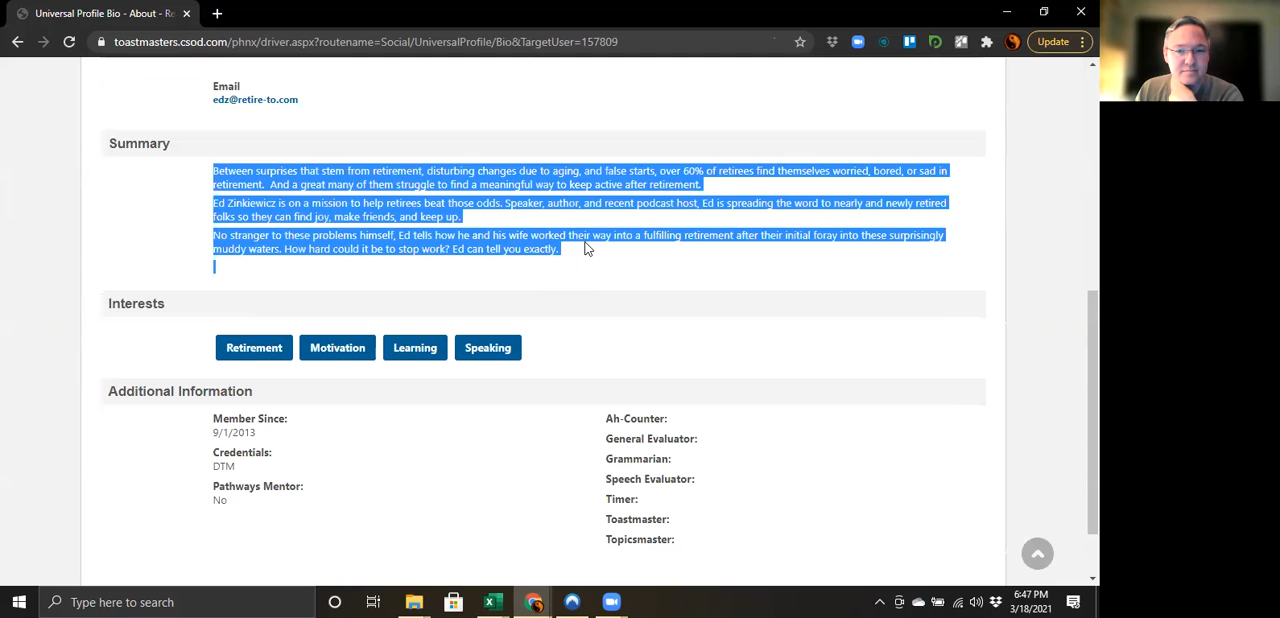 Universal Profile Bio - About - Re
toastmasters.csod.com/phnx/driver.aspx?routename=Social/UniversalProfile/Bio&TargetUser=157809
Update
Email
edz@retire-to.com
Summary
Between surprises that stem from retirement, disturbing changes due to aging, and false starts, over 60% of retirees find themselves worried, bored, or sad in
retirement. And a great many of them struggle to find a meaningful way to keep active after retirement.
Ed Zinkiewicz is on a mission to help retirees beat those odds. Speaker, author, and recent podcast host, Ed is spreading the word to nearly and newly retired
folks so they can find joy, make friends, and keep up.
No stranger to these problems himself, Ed tells how he and his wife worked their way into a fulfilling retirement after their initial foray into these surprisingly
muddy waters. How hard could it be to stop work? Ed can tell you exactly.
Interests
Retirement Motivation Learning Speaking
Additional Information
Member Since:
9/1/2013
Credentials:
DTM
Pathways Mentor:
No
Ah-Counter:
General Evaluator:
Grammarian:
Speech Evaluator:
Timer:
Toastmaster:
Topicsmaster:
Type here to search
6:47 PM
3/18/2021